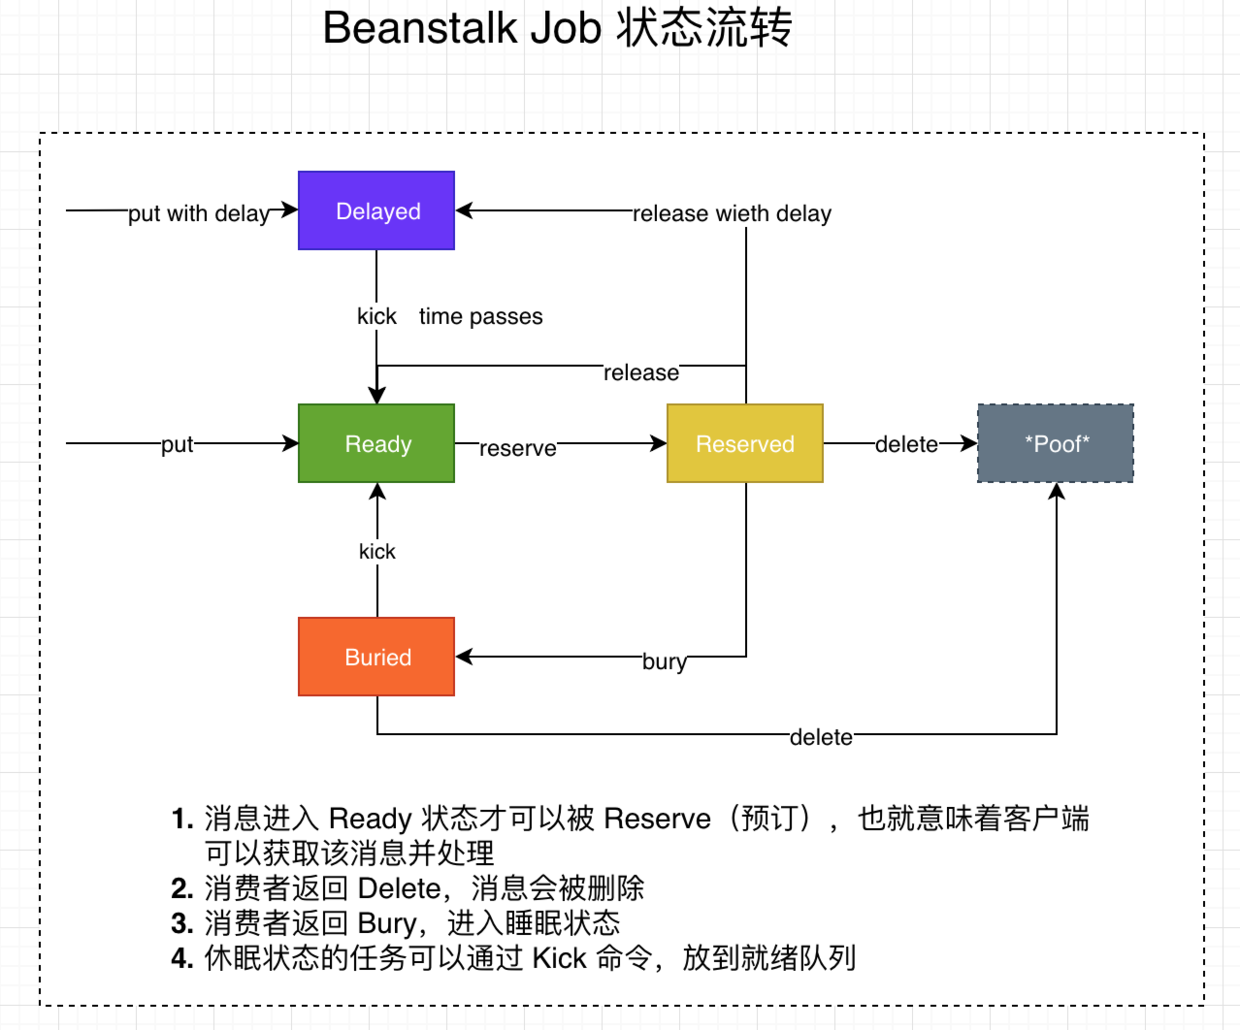 Beanstalk Job 状态流转
put with delay
Delayed
release wieth delay
kick
time passes
release
put
Ready
reserve
Reserved
delete
*Poof*
kick
Buried
bury
delete
1. 消息进入 Ready 状态才可以被 Reserve（预订），也就意味着客户端
可以获取该消息并处理
2. 消费者返回 Delete，消息会被删除
3. 消费者返回 Bury，进入睡眠状态
4. 休眠状态的任务可以通过 Kick 命令，放到就绪队列